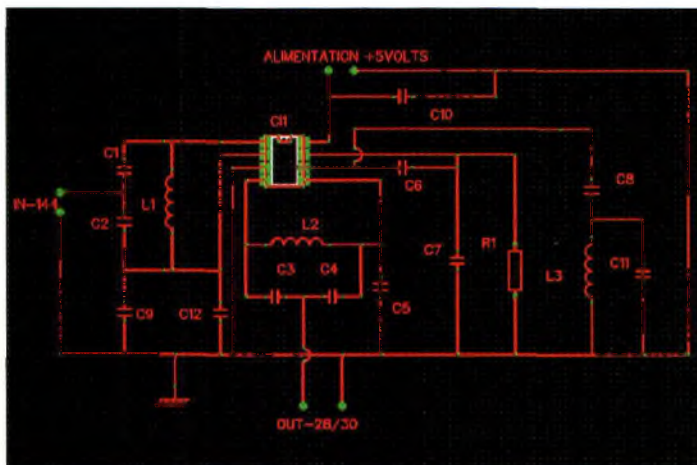 ALIMENTATION +5VOLTS
C10
CI1
C1
C8
C6
IN-144
C2
L1
L2
C7
R1
L3
C11
C3
C4
C5
C9
C12
OUT-28/30